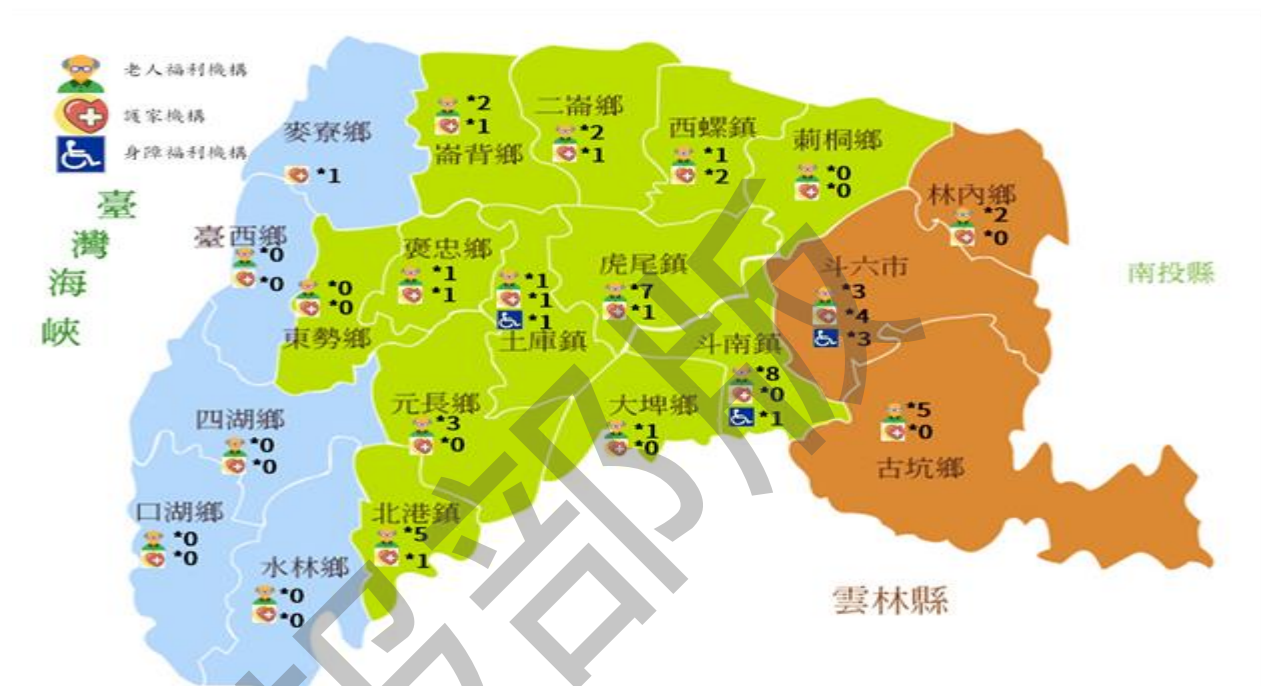 老人福利機構
護家機構
身障福利機構
臺灣海峽
麥寮鄉
*1
崙背鄉
*2
*1
二崙鄉
*2
*1
西螺鎮
*1
*2
莿桐鄉
*0
*0
林內鄉
*2
*0
臺西鄉
*0
*0
東勢鄉
*0
*0
褒忠鄉
*1
*1
土庫鎮
*1
*1
*1
虎尾鎮
*7
*1
斗六市
*3
*4
*3
南投縣
斗南鎮
*8
*0
*1
古坑鄉
*5
*0
四湖鄉
*0
*0
元長鄉
*3
*0
大埤鄉
*1
*0
口湖鄉
*0
*0
水林鄉
*0
*0
北港鎮
*5
*1
雲林縣
部版